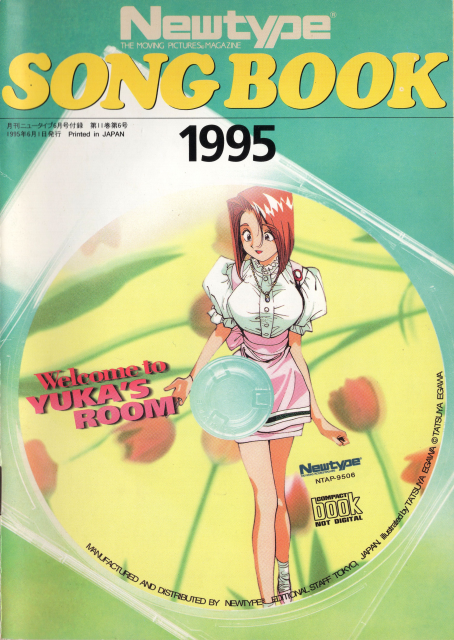 Newtype®
THE MOVING PICTURES MAGAZINE
SONG BOOK
月刊ニュータイプ6月号付録 第11巻第6号
1995年6月1日発行 Printed in JAPAN
1995
Welcome to
YUKA'S
ROOM
Newtype®
NTAP-9506
COMPACT
book
NOT DIGITAL
MANUFACTURED AND DISTRIBUTED BY NEWTYPE EDITIONAL STAFF TOKYO, JAPAN. Illustrated by TATSUYA EGAWA © TATSUYA EGAWA